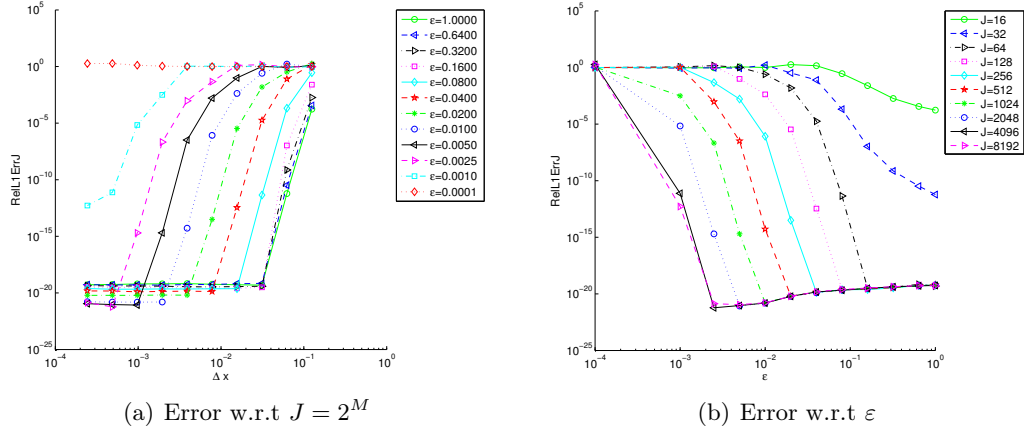 10^5
10^0
10^-5
10^-10
10^-15
10^-20
10^-25
RelL1ErrJ
10^-4
10^-3
10^-2
10^-1
10^0
Δ x
ε=1.0000
ε=0.6400
ε=0.3200
ε=0.1600
ε=0.0800
ε=0.0400
ε=0.0200
ε=0.0100
ε=0.0050
ε=0.0025
ε=0.0010
ε=0.0001
(a) Error w.r.t J = 2^M
10^5
10^0
10^-5
10^-10
10^-15
10^-20
10^-25
RelL1ErrJ
10^-4
10^-3
10^-2
10^-1
10^0
ε
J=16
J=32
J=64
J=128
J=256
J=512
J=1024
J=2048
J=4096
J=8192
(b) Error w.r.t ε